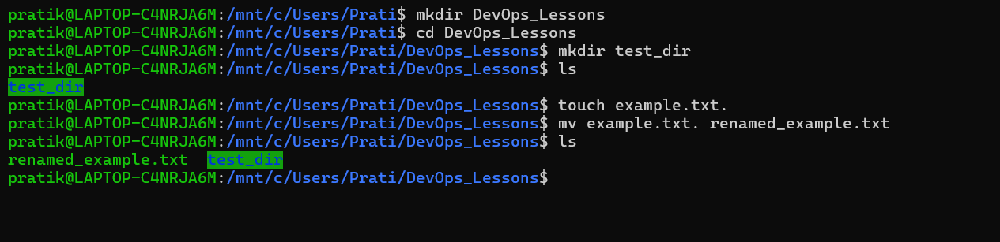 pratik@LAPTOP-C4NRJA6M:/mnt/c/Users/Prati$ mkdir DevOps_Lessons
pratik@LAPTOP-C4NRJA6M:/mnt/c/Users/Prati$ cd DevOps_Lessons
pratik@LAPTOP-C4NRJA6M:/mnt/c/Users/Prati/DevOps_Lessons$ mkdir test_dir
pratik@LAPTOP-C4NRJA6M:/mnt/c/Users/Prati/DevOps_Lessons$ ls
test_dir
pratik@LAPTOP-C4NRJA6M:/mnt/c/Users/Prati/DevOps_Lessons$ touch example.txt.
pratik@LAPTOP-C4NRJA6M:/mnt/c/Users/Prati/DevOps_Lessons$ mv example.txt. renamed_example.txt
pratik@LAPTOP-C4NRJA6M:/mnt/c/Users/Prati/DevOps_Lessons$ ls
renamed_example.txt  test_dir
pratik@LAPTOP-C4NRJA6M:/mnt/c/Users/Prati/DevOps_Lessons$